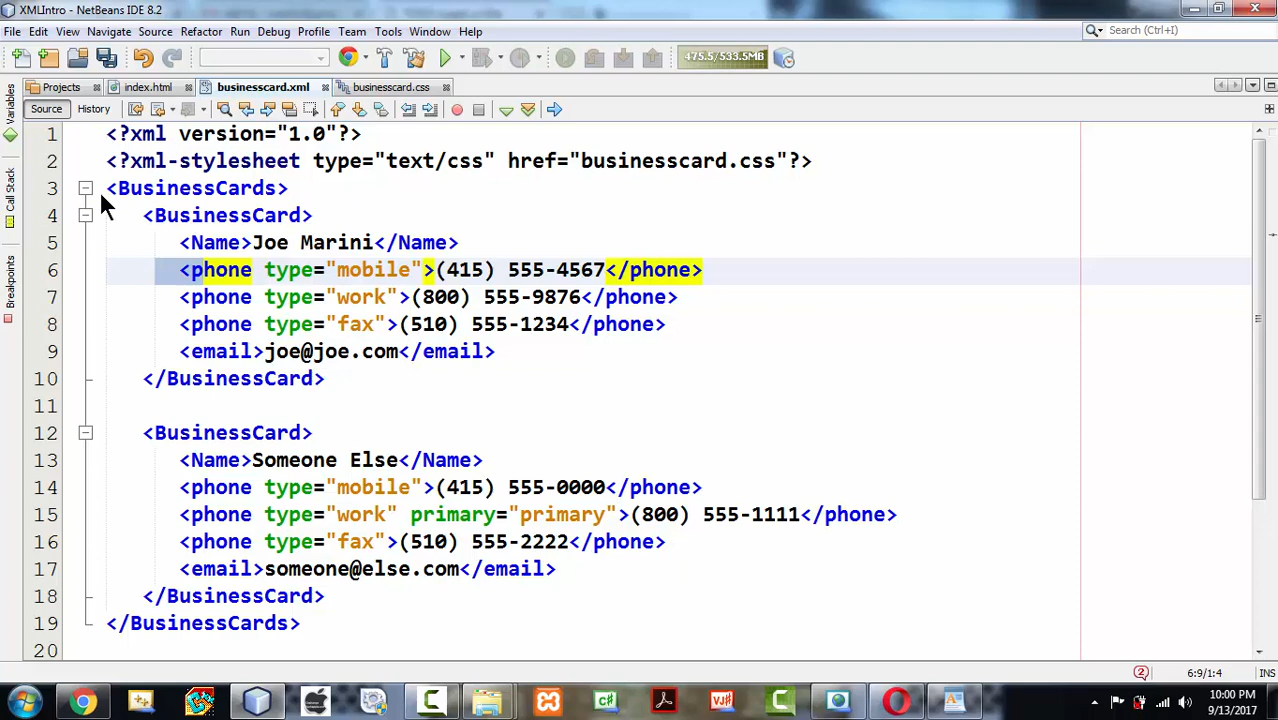 XMLIntro - NetBeans IDE 8.2
File Edit View Navigate Source Refactor Run Debug Profile Team Tools Window Help
Search (Ctrl+I)
475.5/533.5MB
Projects index.html businesscard.xml businesscard.css
Source History
Variables
Call Stack
Breakpoints
1 <?xml version="1.0"?>
2 <?xml-stylesheet type="text/css" href="businesscard.css"?>
3 <BusinessCards>
4 <BusinessCard>
5 <Name>Joe Marini</Name>
6 <phone type="mobile">(415) 555-4567</phone>
7 <phone type="work">(800) 555-9876</phone>
8 <phone type="fax">(510) 555-1234</phone>
9 <email>joe@joe.com</email>
10 </BusinessCard>
11
12 <BusinessCard>
13 <Name>Someone Else</Name>
14 <phone type="mobile">(415) 555-0000</phone>
15 <phone type="work" primary="primary">(800) 555-1111</phone>
16 <phone type="fax">(510) 555-2222</phone>
17 <email>someone@else.com</email>
18 </BusinessCard>
19 </BusinessCards>
20
2 6:9/1:4 INS
10:00 PM
9/13/2017